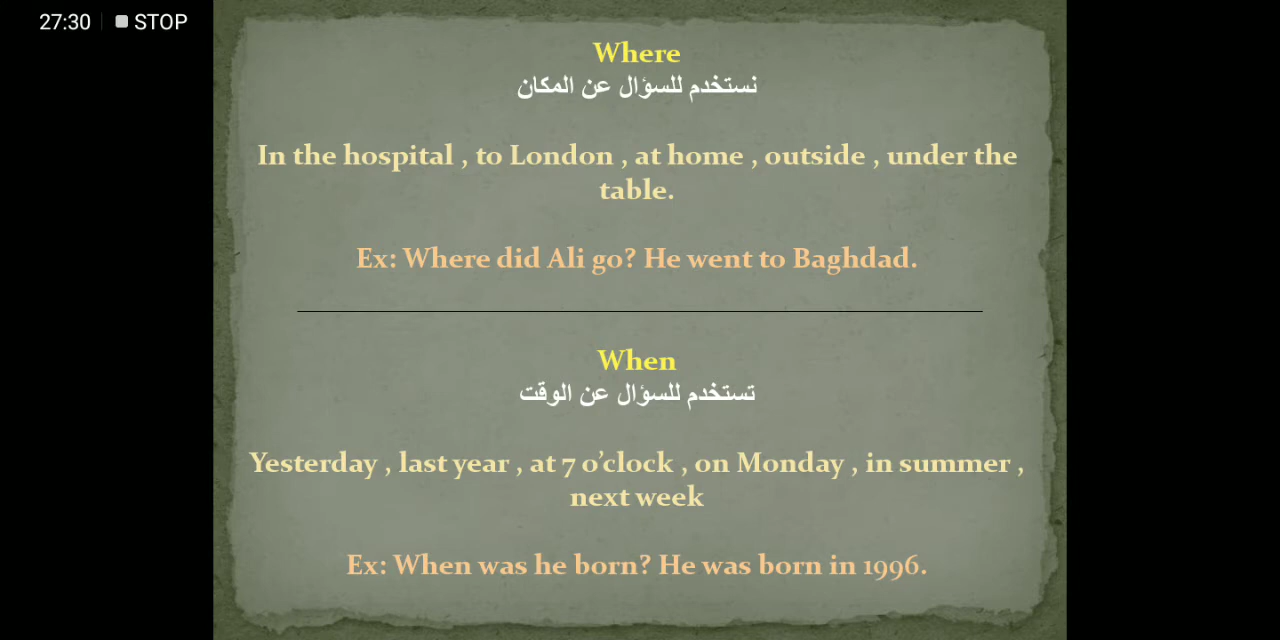 27:30 STOP
Where
نستخدم للسؤال عن المكان
In the hospital , to London , at home , outside , under the
table.
Ex: Where did Ali go? He went to Baghdad.
When
تستخدم للسؤال عن الوقت
Yesterday , last year , at 7 o’clock , on Monday , in summer ,
next week
Ex: When was he born? He was born in 1996.